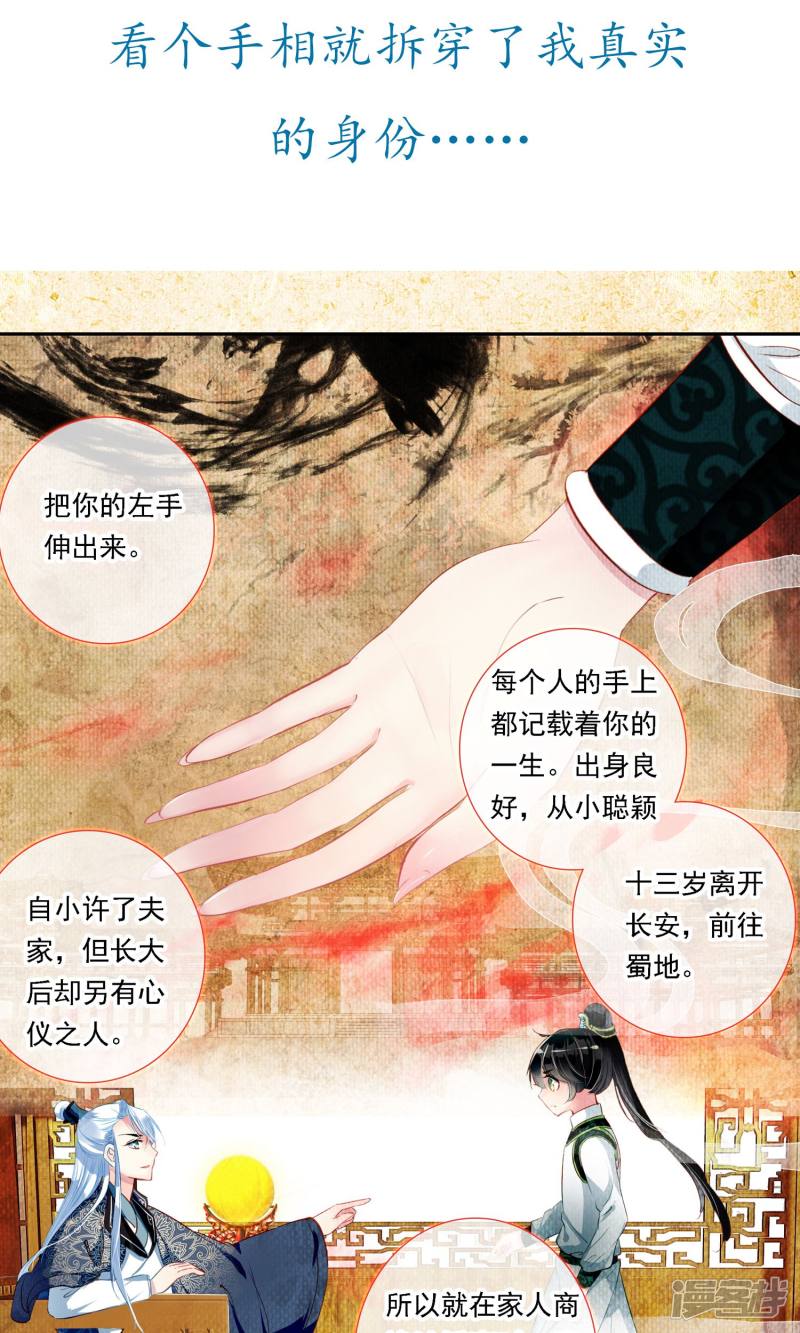 看个手相就拆穿了我真实
的身份……
把你的左手
伸出来。
每个人的手上
都记载着你的
一生。出身良
好，从小聪颖
十三岁离开
长安，前往
蜀地。
自小许了夫
家，但长大
后却另有心
仪之人。
所以就在家人商
漫客栈